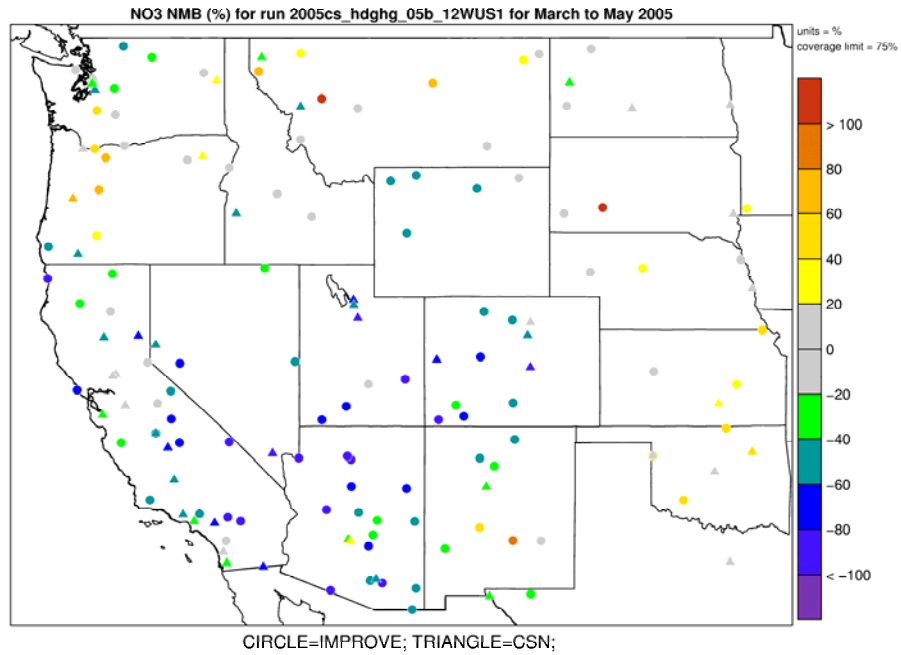 NO3 NMB (%) for run 2005cs_hdghg_05b_12WUS1 for March to May 2005
units = %
coverage limit = 75%
> 100
80
60
40
20
0
−20
−40
−60
−80
< −100
CIRCLE=IMPROVE; TRIANGLE=CSN;